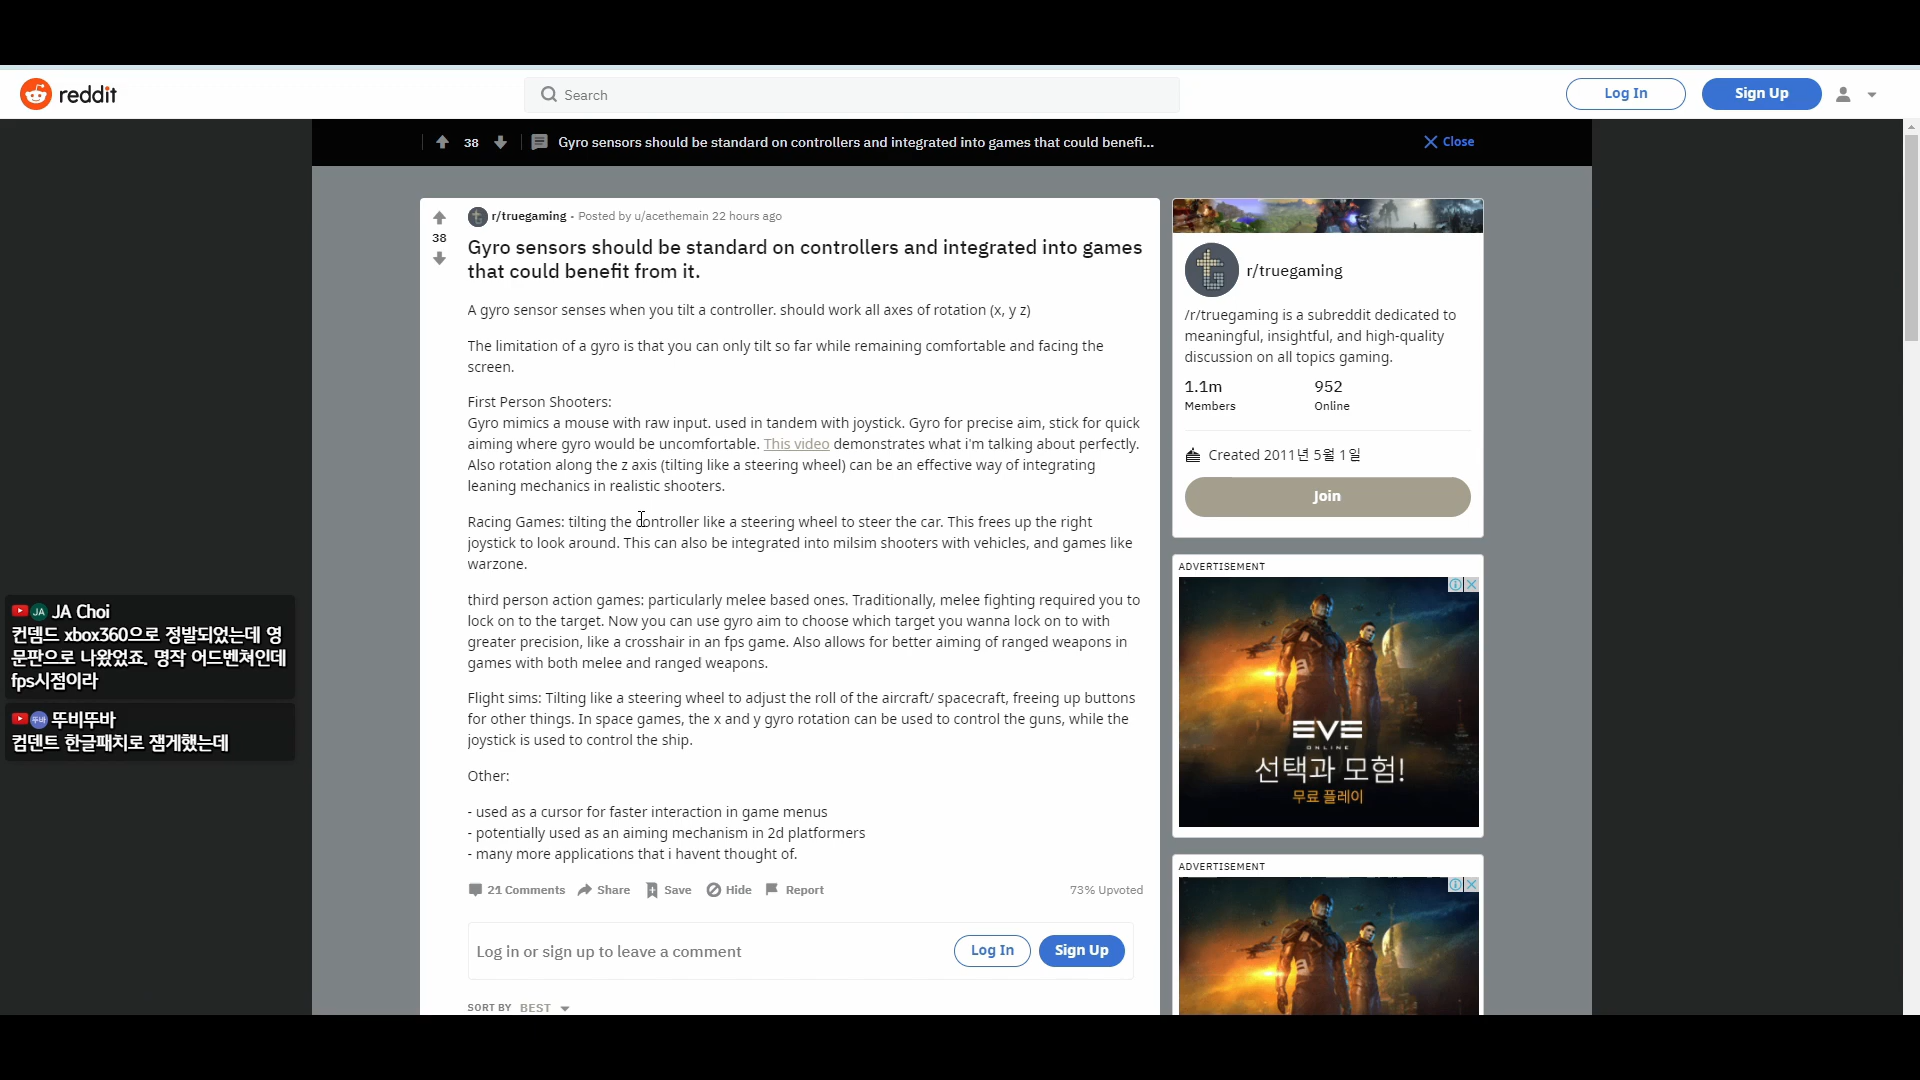 reddit
Search
Log In
Sign Up
38
Gyro sensors should be standard on controllers and integrated into games that could benefi...
Close
38
r/truegaming · Posted by u/acethemain 22 hours ago
Gyro sensors should be standard on controllers and integrated into games
that could benefit from it.
A gyro sensor senses when you tilt a controller. should work all axes of rotation (x, y z)
The limitation of a gyro is that you can only tilt so far while remaining comfortable and facing the
screen.
First Person Shooters:
Gyro mimics a mouse with raw input. used in tandem with joystick. Gyro for precise aim, stick for quick
aiming where gyro would be uncomfortable. This video demonstrates what i'm talking about perfectly.
Also rotation along the z axis (tilting like a steering wheel) can be an effective way of integrating
leaning mechanics in realistic shooters.
Racing Games: tilting the controller like a steering wheel to steer the car. This frees up the right
joystick to look around. This can also be integrated into milsim shooters with vehicles, and games like
warzone.
third person action games: particularly melee based ones. Traditionally, melee fighting required you to
lock on to the target. Now you can use gyro aim to choose which target you wanna lock on to with
greater precision, like a crosshair in an fps game. Also allows for better aiming of ranged weapons in
games with both melee and ranged weapons.
Flight sims: Tilting like a steering wheel to adjust the roll of the aircraft/ spacecraft, freeing up buttons
for other things. In space games, the x and y gyro rotation can be used to control the guns, while the
joystick is used to control the ship.
Other:
- used as a cursor for faster interaction in game menus
- potentially used as an aiming mechanism in 2d platformers
- many more applications that i havent thought of.
21 Comments
Share
Save
Hide
Report
73% Upvoted
Log in or sign up to leave a comment
Log In
Sign Up
SORT BY BEST
r/truegaming
/r/truegaming is a subreddit dedicated to
meaningful, insightful, and high-quality
discussion on all topics gaming.
1.1m
952
Members
Online
Created 2011년 5월 1일
Join
ADVERTISEMENT
EVE
ONLINE
선택과 모험!
무료 플레이
ADVERTISEMENT
JA JA Choi
컨뎀드 xbox360으로 정발되었는데 영
문판으로 나왔었죠. 명작 어드벤쳐인데
fps시점이라
뚜바 뚜비뚜바
컴덴트 한글패치로 잼게했는데